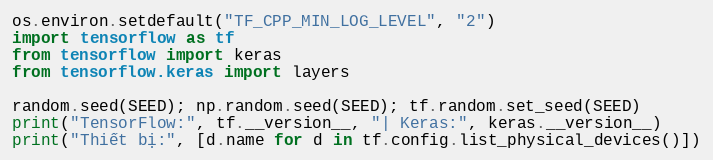 os.environ.setdefault("TF_CPP_MIN_LOG_LEVEL", "2")
import tensorflow as tf
from tensorflow import keras
from tensorflow.keras import layers

random.seed(SEED); np.random.seed(SEED); tf.random.set_seed(SEED)
print("TensorFlow:", tf.__version__, "| Keras:", keras.__version__)
print("Thiết bị:", [d.name for d in tf.config.list_physical_devices()])